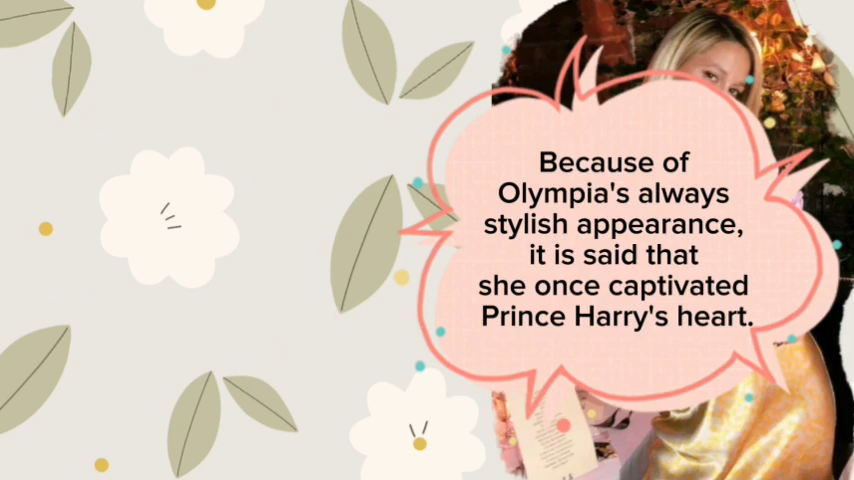 Because of
Olympia's always
stylish appearance,
it is said that
she once captivated
Prince Harry's heart.